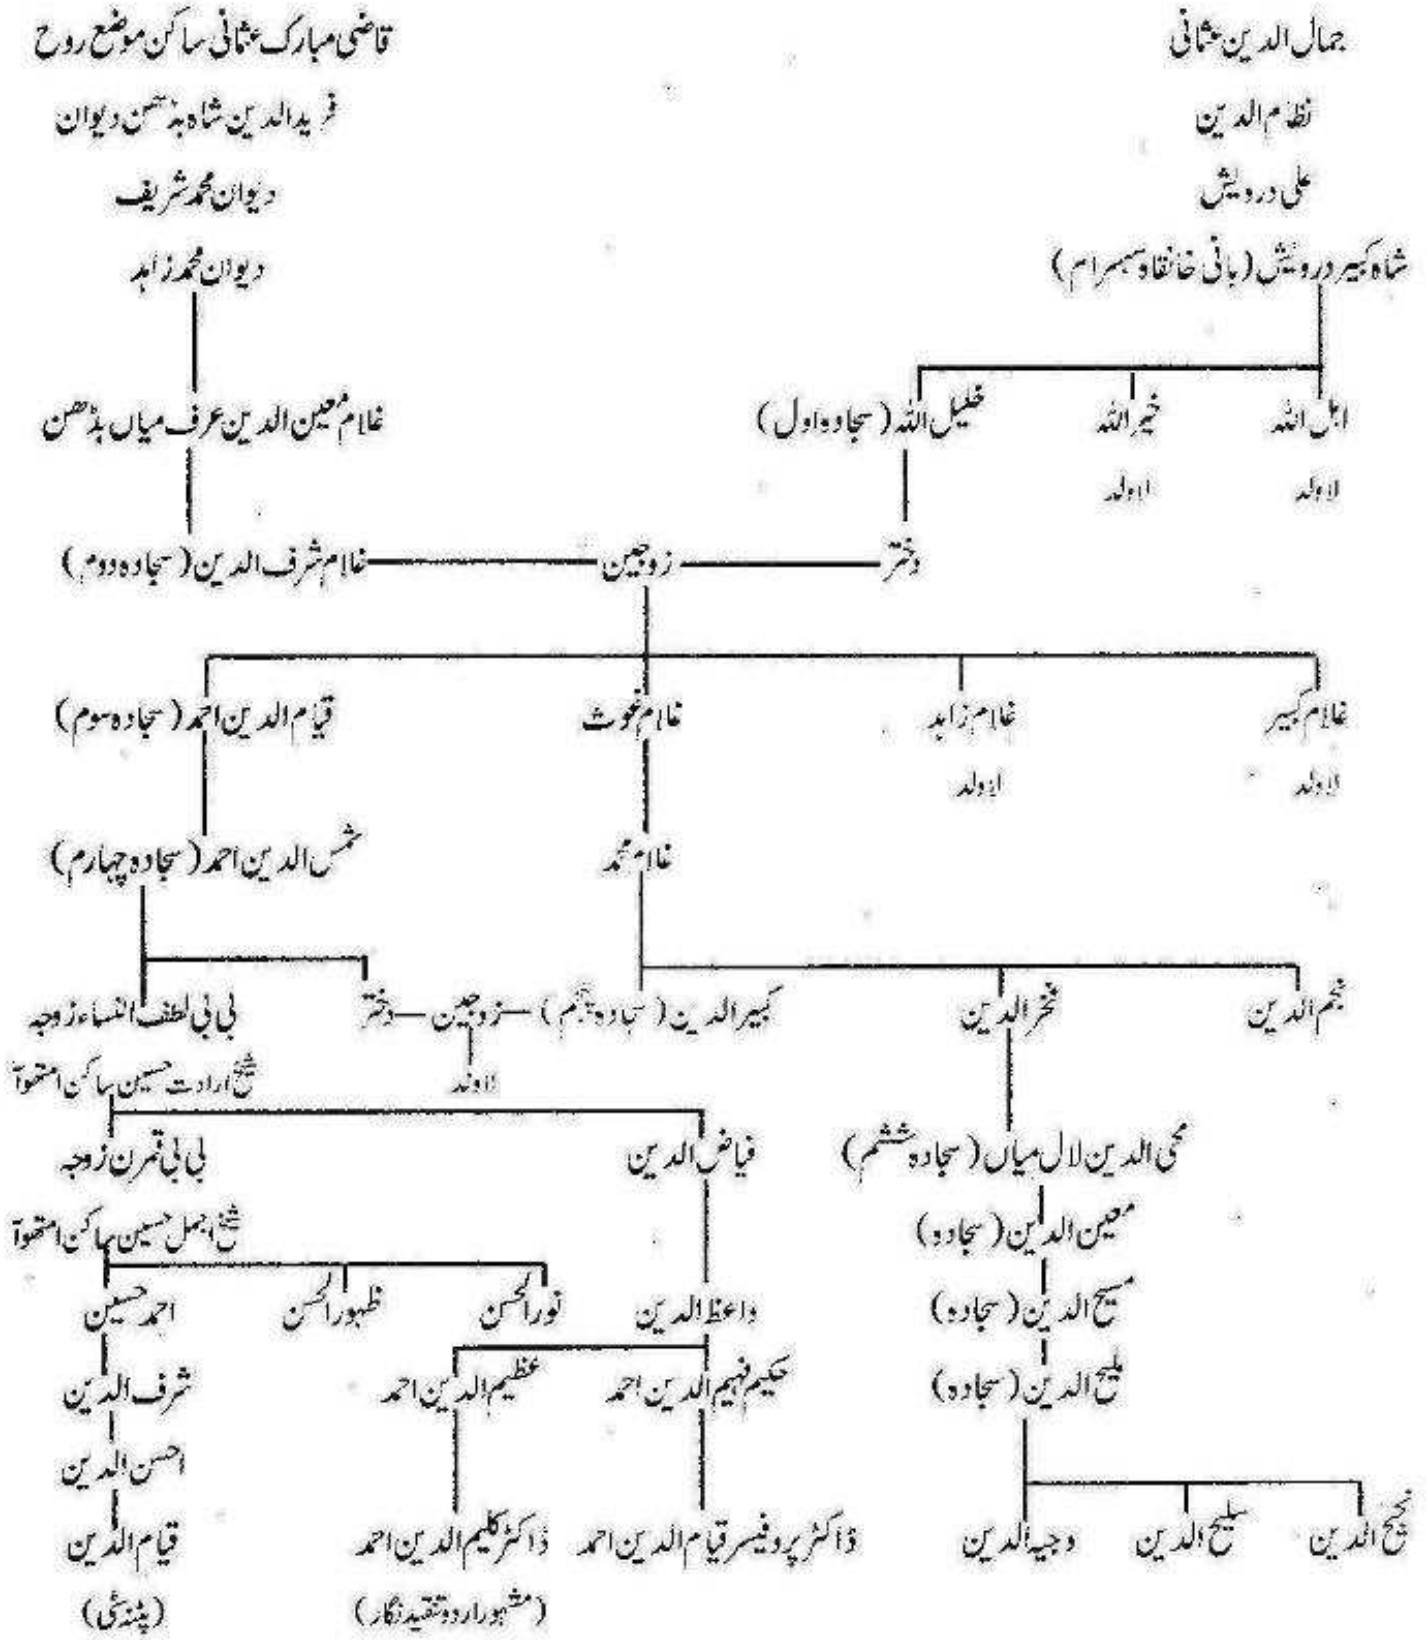 جمال الدین عثمانی
قاضی مبارک عثمانی ساکن موضع روح
نظام الدین
فرید الدین شاہ بڈھن دیوان
علی درویش
دیوان محمد شریف
شاہ کبیر درویش (بانی خانقاہ سہسرام)
دیوان محمد زاہد
اہل اللہ
خیر اللہ
خلیل اللہ (سجادہ اول)
غلام معین الدین عرف میاں بڈھن
لاولد
لاولد
دختر
زوجین
غلام شرف الدین (سجادہ دوم)
غلام کبیر
غلام زاہد
غلام غوث
قیام الدین احمد (سجادہ سوم)
لاولد
لاولد
غلام محمد
شمس الدین احمد (سجادہ چہارم)
نجم الدین
فخر الدین
کبیر الدین (سجادہ پنجم)
زوجین
دختر
بی بی لطف النساء زوجہ
لاولد
شیخ ارادت حسین ساکن امتھوآ
محی الدین لال میاں (سجادہ ششم)
فیاض الدین
بی بی قمرن زوجہ
معین الدین (سجادہ)
شیخ اجمل حسین ساکن امتھوآ
مسیح الدین (سجادہ)
واعظ الدین
نور الحسن
ظہور الحسن
احمد حسین
ملیح الدین (سجادہ)
حکیم فہیم الدین احمد
عظیم الدین احمد
شرف الدین
احسن الدین
نجیح الدین
سلیح الدین
وجیہ الدین
ڈاکٹر پروفیسر قیام الدین احمد
ڈاکٹر کلیم الدین احمد
قیام الدین
(مشہور اردو تنقید نگار)